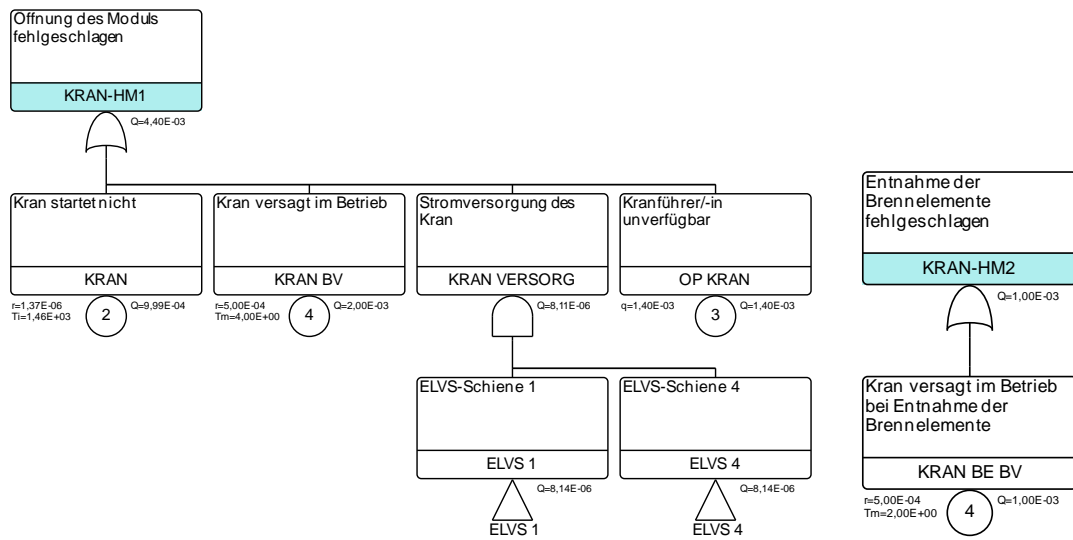 Öffnung des Moduls
fehlgeschlagen
KRAN-HM1
Q=4,40E-03
Kran startet nicht
KRAN
r=1,37E-06
Ti=1,46E+03
2
Q=9,99E-04
Kran versagt im Betrieb
KRAN BV
r=5,00E-04
Tm=4,00E+00
4
Q=2,00E-03
Stromversorgung des
Kran
KRAN VERSORG
Q=8,11E-06
Kranführer/-in
unverfügbar
OP KRAN
q=1,40E-03
3
Q=1,40E-03
ELVS-Schiene 1
ELVS 1
Q=8,14E-06
ELVS 1
ELVS-Schiene 4
ELVS 4
Q=8,14E-06
ELVS 4
Entnahme der
Brennelemente
fehlgeschlagen
KRAN-HM2
Q=1,00E-03
Kran versagt im Betrieb
bei Entnahme der
Brennelemente
KRAN BE BV
r=5,00E-04
Tm=2,00E+00
4
Q=1,00E-03